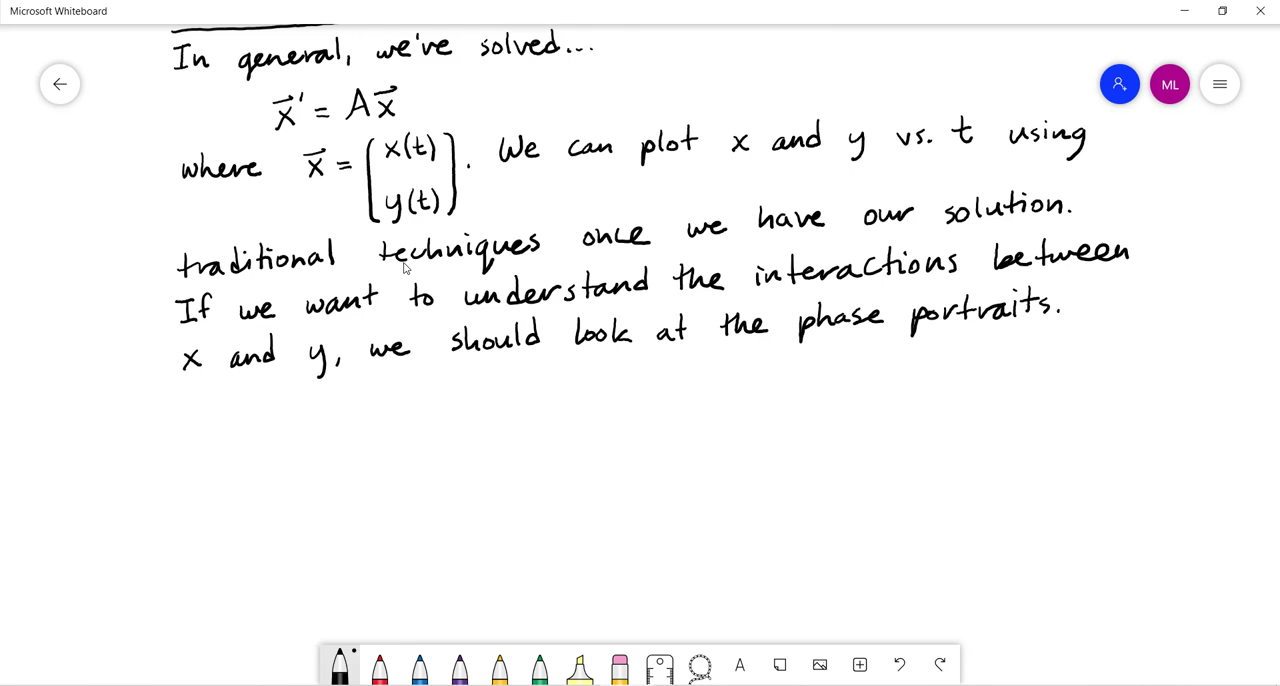 Microsoft Whiteboard
In general, we've solved...
ML
x⃗' = Ax⃗
where x⃗ = (x(t) y(t)). We can plot x and y vs. t using
traditional techniques once we have our solution.
If we want to understand the interactions between
x and y, we should look at the phase portraits.
A